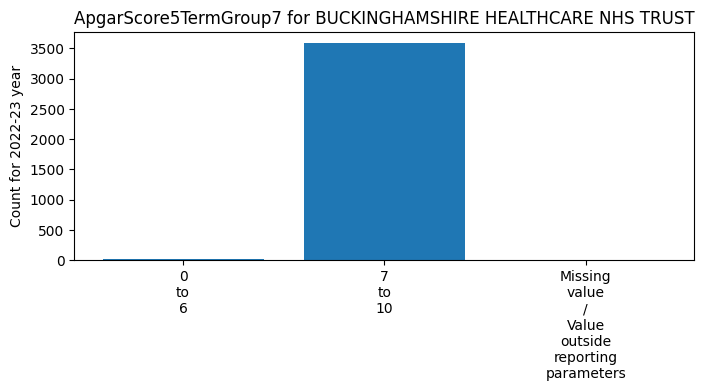 ApgarScore5TermGroup7 for BUCKINGHAMSHIRE HEALTHCARE NHS TRUST
Count for 2022-23 year
3500
3000
2500
2000
1500
1000
500
0
0
to
6
7
to
10
Missing
value
/
Value
outside
reporting
parameters